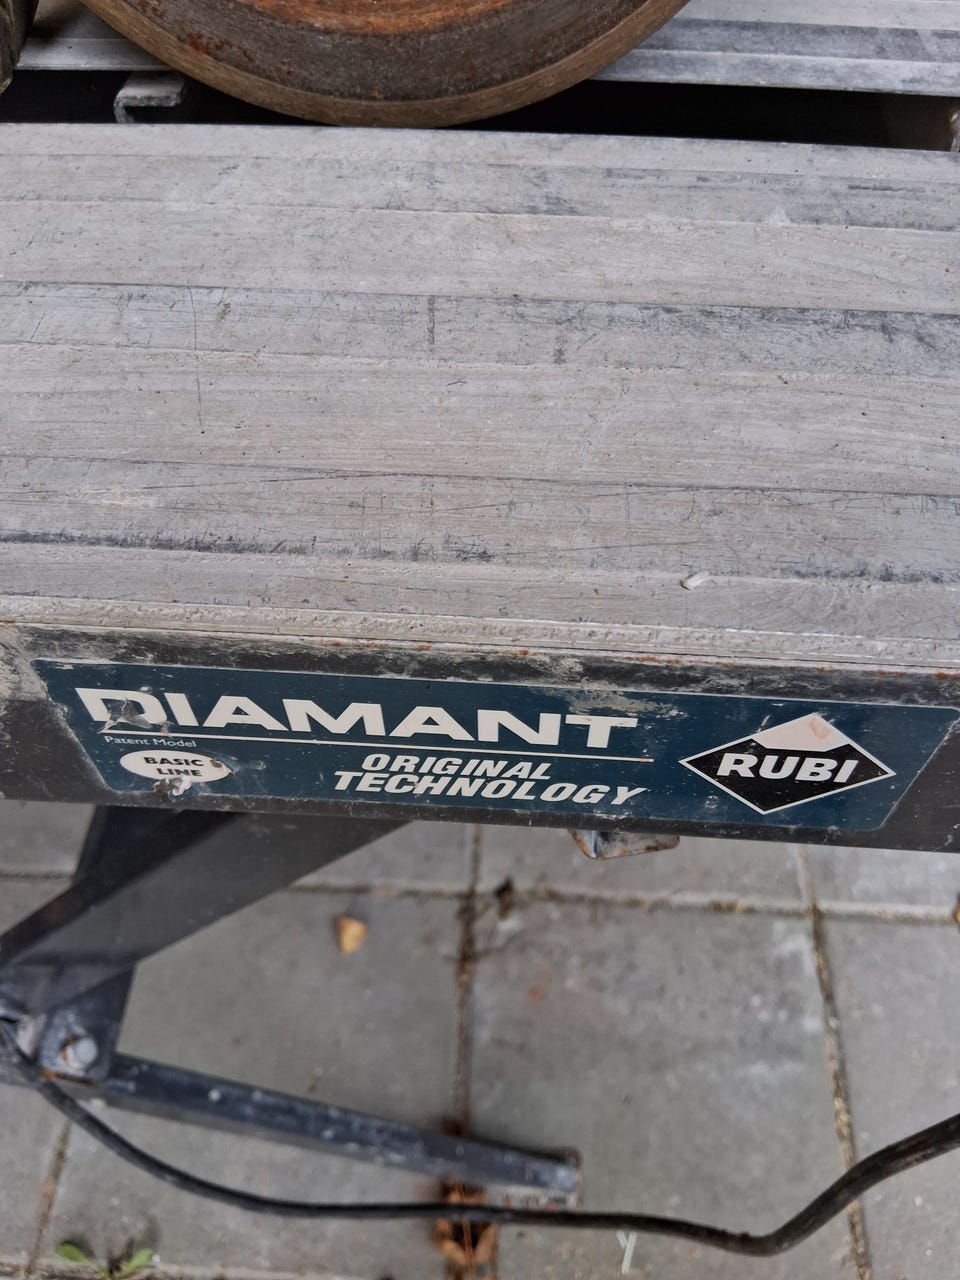 DIAMANT
Patent Model
BASIC
LINE
ORIGINAL
TECHNOLOGY
RUBI